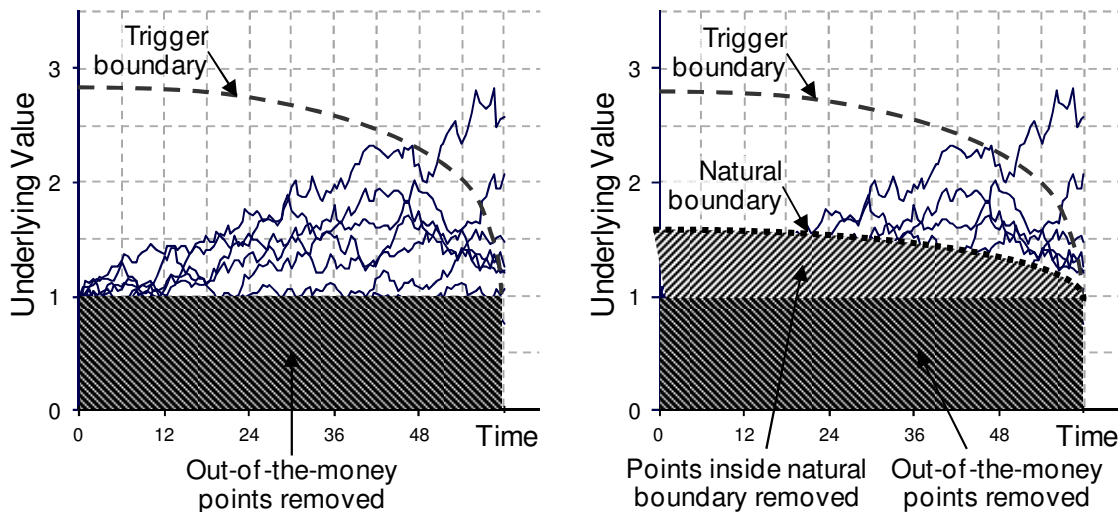 Trigger
boundary
3
2
1
0
Underlying Value
0
12
24
36
48
Time
Out-of-the-money
points removed
Trigger
boundary
Natural
boundary
3
2
1
0
Underlying Value
0
12
24
36
48
Time
Points inside natural
boundary removed
Out-of-the-money
points removed